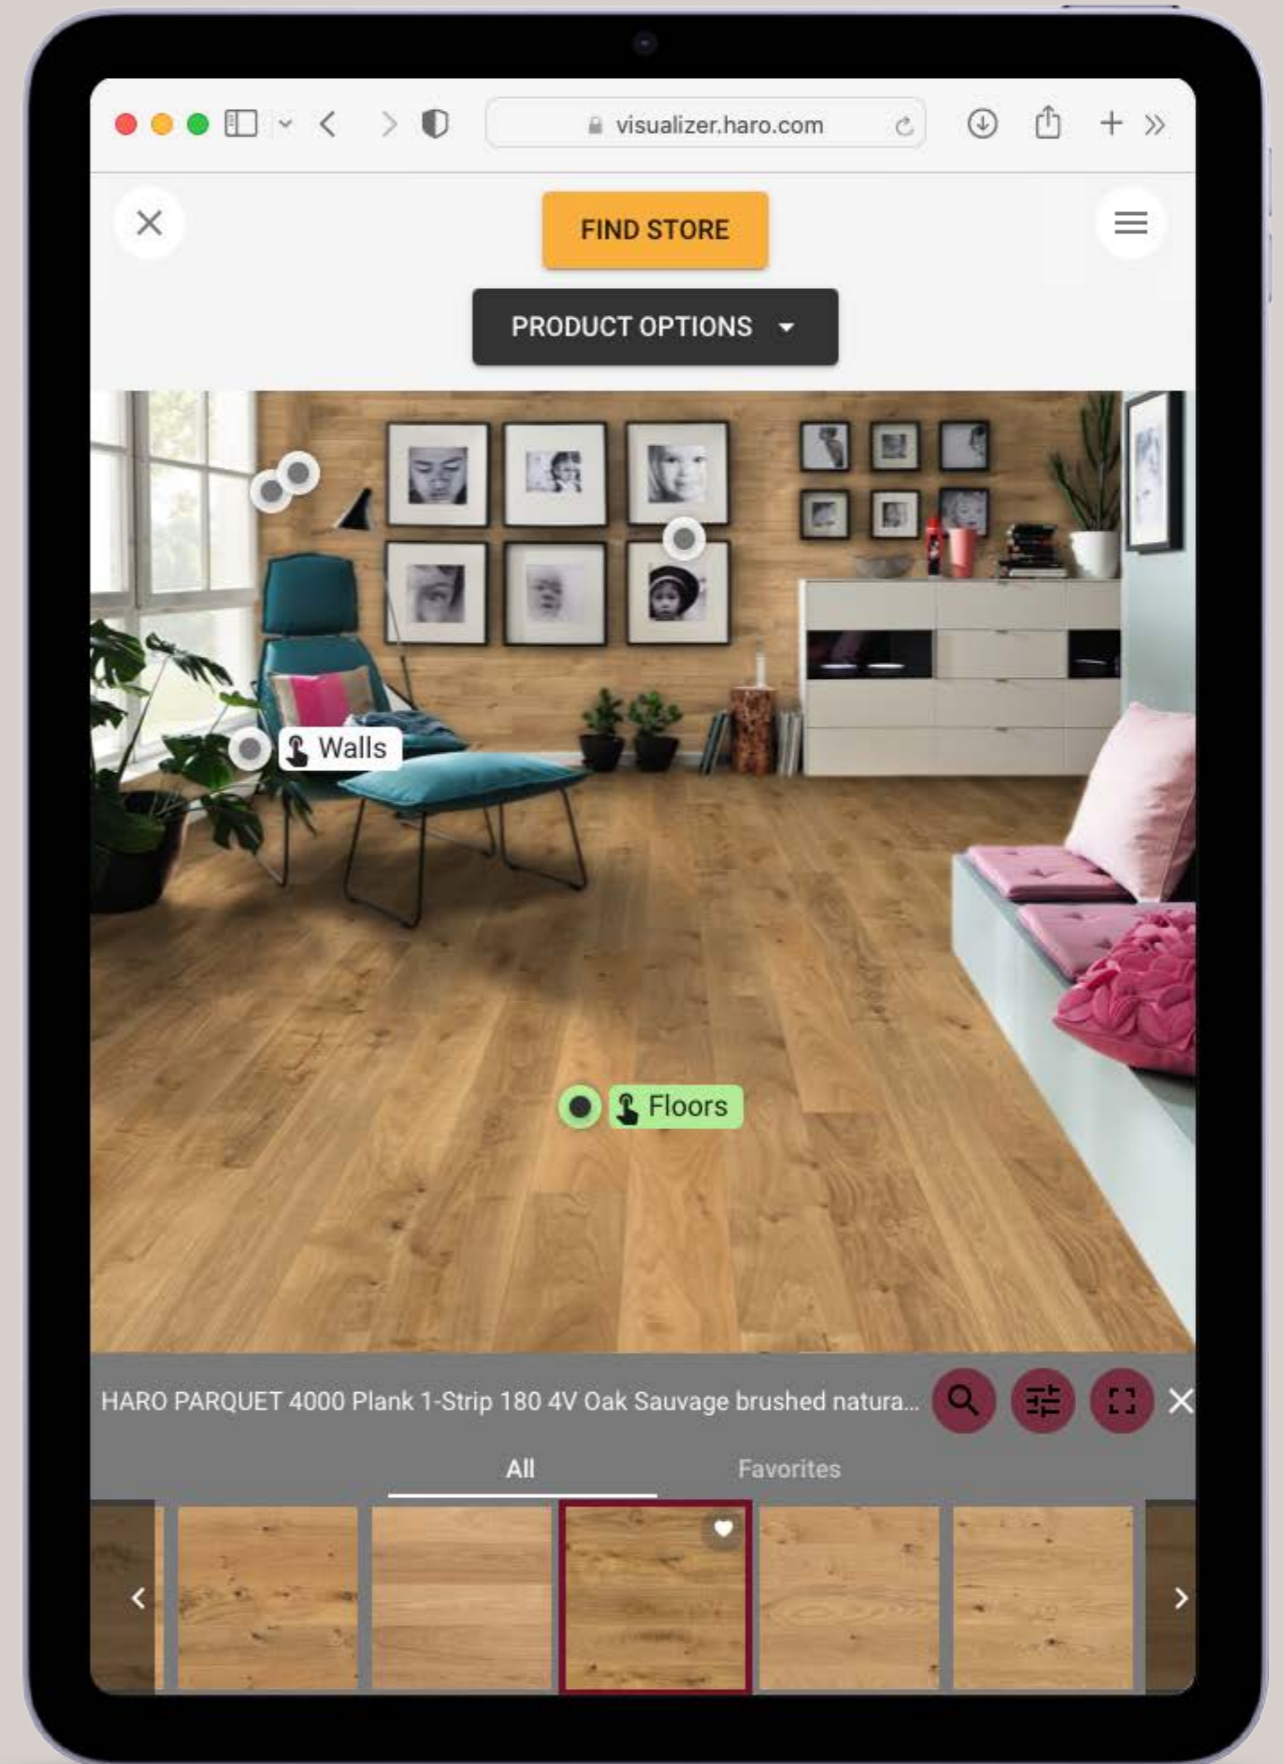 visualizer.haro.com
FIND STORE
PRODUCT OPTIONS
Walls
Floors
HARO PARQUET 4000 Plank 1-Strip 180 4V Oak Sauvage brushed natura...
All
Favorites